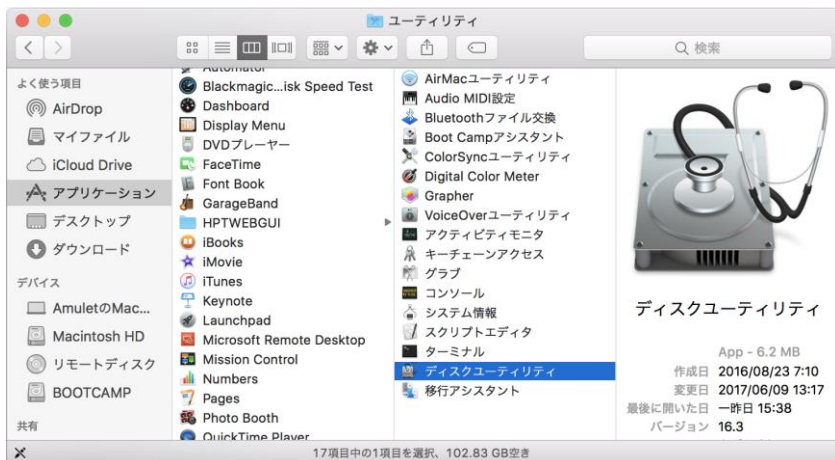 ユーティリティ
検索
よく使う項目
AirDrop
マイファイル
iCloud Drive
アプリケーション
デスクトップ
ダウンロード
デバイス
AmuletのMac...
Macintosh HD
リモートディスク
BOOTCAMP
共有
Automator
Blackmagic...isk Speed Test
Dashboard
Display Menu
DVDプレーヤー
FaceTime
Font Book
GarageBand
HPTWEBGUI
iBooks
iMovie
iTunes
Keynote
Launchpad
Microsoft Remote Desktop
Mission Control
Numbers
Pages
Photo Booth
QuickTime Player
AirMacユーティリティ
Audio MIDI設定
Bluetoothファイル交換
Boot Campアシスタント
ColorSyncユーティリティ
Digital Color Meter
Grapher
VoiceOverユーティリティ
アクティビティモニタ
キーチェーンアクセス
グラブ
コンソール
システム情報
スクリプトエディタ
ターミナル
ディスクユーティリティ
移行アシスタント
ディスクユーティリティ
App - 6.2 MB
作成日 2016/08/23 7:10
変更日 2017/06/09 13:17
最後に開いた日 一昨日 15:38
バージョン 16.3
17項目中の1項目を選択、102.83 GB空き